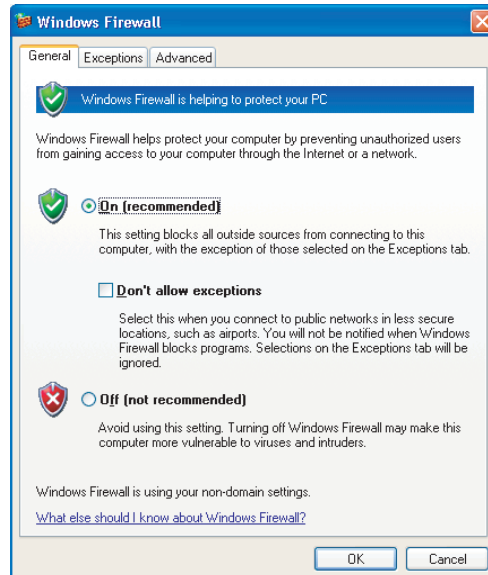 Windows Firewall
General Exceptions Advanced
Windows Firewall is helping to protect your PC
Windows Firewall helps protect your computer by preventing unauthorized users
from gaining access to your computer through the Internet or a network.
On (recommended)
This setting blocks all outside sources from connecting to this
computer, with the exception of those selected on the Exceptions tab.
Don't allow exceptions
Select this when you connect to public networks in less secure
locations, such as airports. You will not be notified when Windows
Firewall blocks programs. Selections on the Exceptions tab will be
ignored.
Off (not recommended)
Avoid using this setting. Turning off Windows Firewall may make this
computer more vulnerable to viruses and intruders.
Windows Firewall is using your non-domain settings.
What else should I know about Windows Firewall?
OK Cancel